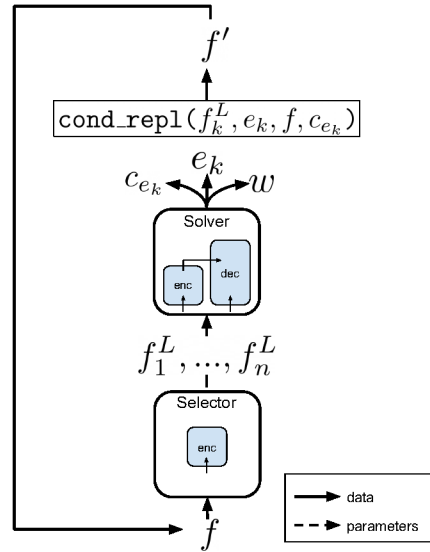 f′
cond_repl(f_k^L, e_k, f, c_{e_k})
c_{e_k} e_k w
Solver
enc dec
f_1^L, ..., f_n^L
Selector
enc
f
data
parameters